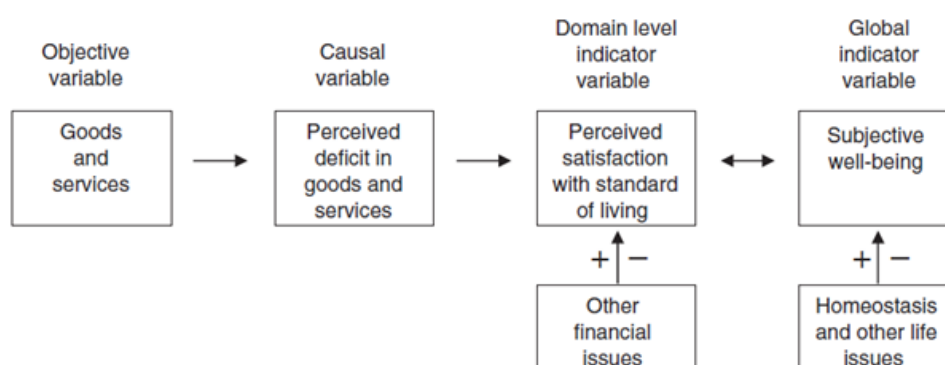 Objective
variable
Causal
variable
Domain level
indicator
variable
Global
indicator
variable
Goods
and
services
Perceived
deficit in
goods and
services
Perceived
satisfaction
with standard
of living
Subjective
well-being
+ −
+ −
Other
financial
issues
Homeostasis
and other life
issues